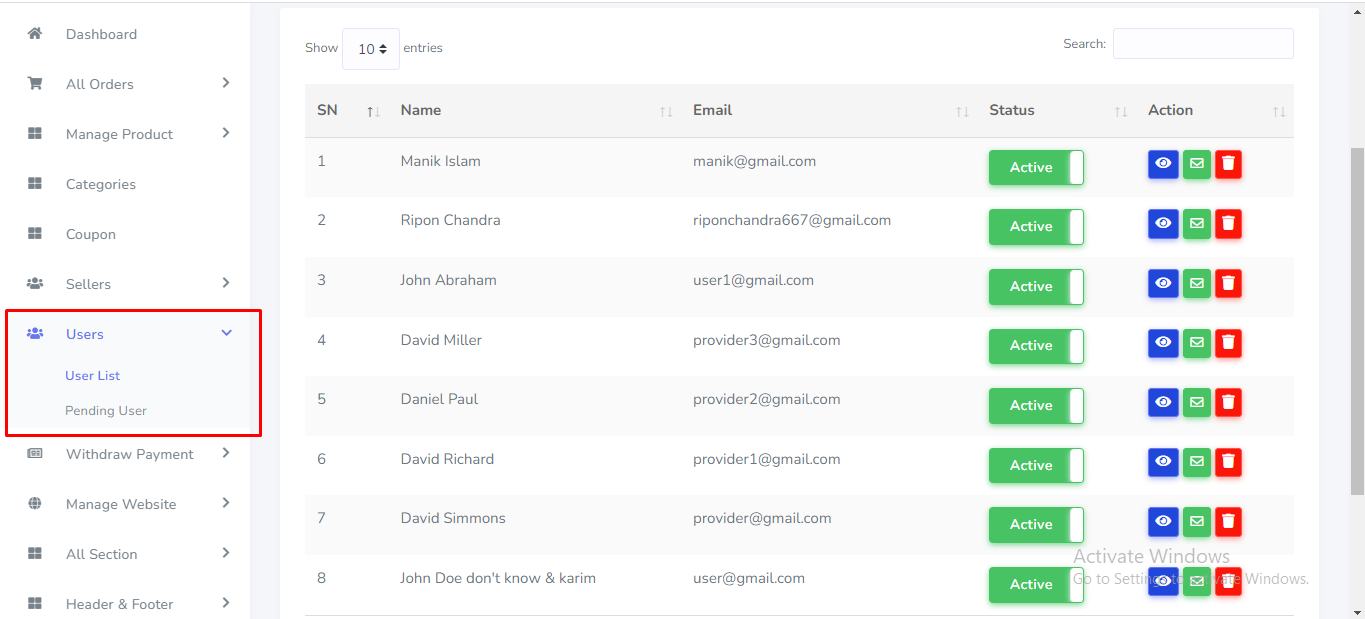 Dashboard
All Orders
Manage Product
Categories
Coupon
Sellers
Users
User List
Pending User
Withdraw Payment
Manage Website
All Section
Header & Footer
Show 10 entries
Search:
SN Name Email Status Action
1 Manik Islam manik@gmail.com Active
2 Ripon Chandra riponchandra667@gmail.com Active
3 John Abraham user1@gmail.com Active
4 David Miller provider3@gmail.com Active
5 Daniel Paul provider2@gmail.com Active
6 David Richard provider1@gmail.com Active
7 David Simmons provider@gmail.com Active
8 John Doe don't know & karim user@gmail.com Active
Activate Windows
Go to Settings to activate Windows.